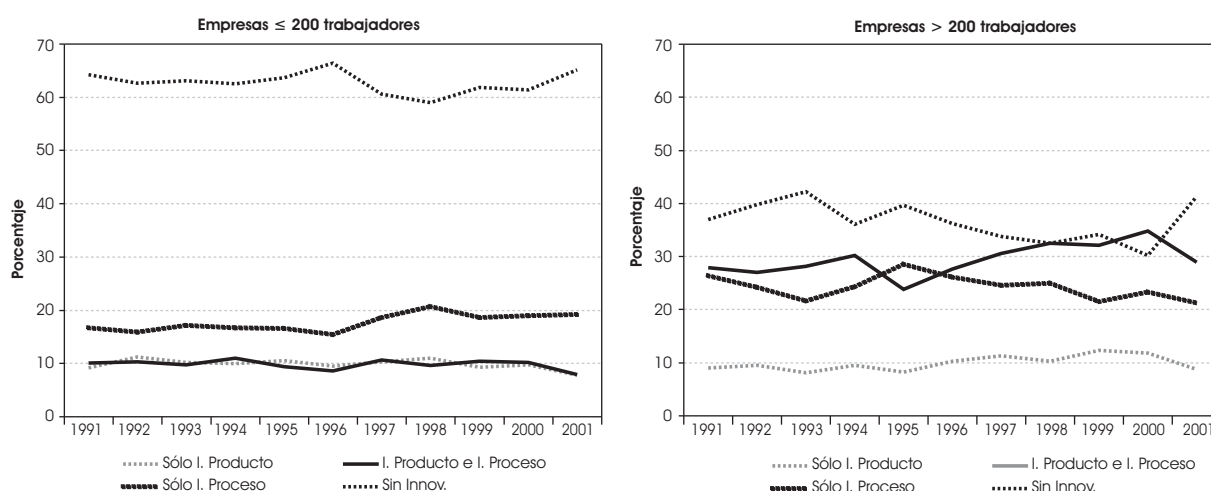 Empresas ≤ 200 trabajadores
Porcentaje
70
60
50
40
30
20
10
0
1991 1992 1993 1994 1995 1996 1997 1998 1999 2000 2001
Sólo I. Producto I. Producto e I. Proceso
Sólo I. Proceso Sin Innov.
Empresas > 200 trabajadores
Porcentaje
70
60
50
40
30
20
10
0
1991 1992 1993 1994 1995 1996 1997 1998 1999 2000 2001
Sólo I. Producto I. Producto e I. Proceso
Sólo I. Proceso Sin Innov.